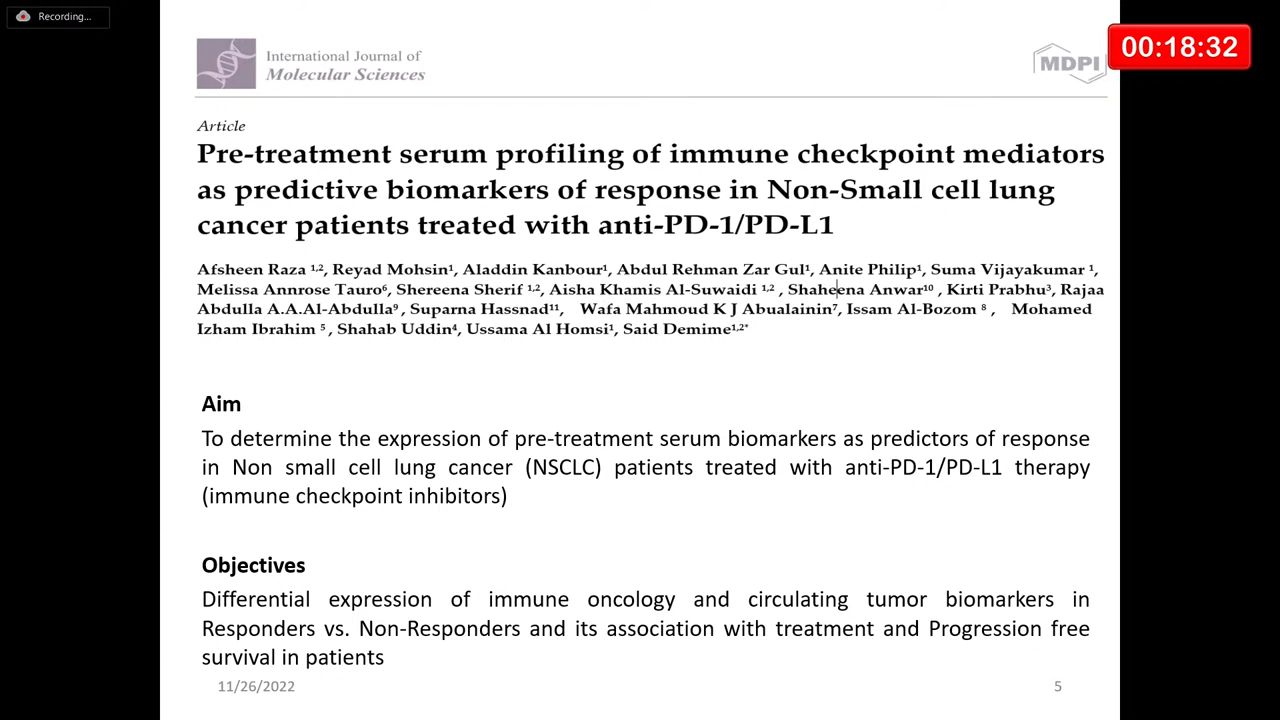 Recording...
00:18:32
International Journal of
Molecular Sciences
MDPI
Article
Pre-treatment serum profiling of immune checkpoint mediators
as predictive biomarkers of response in Non-Small cell lung
cancer patients treated with anti-PD-1/PD-L1
Afsheen Raza ¹,², Reyad Mohsin¹, Aladdin Kanbour¹, Abdul Rehman Zar Gul¹, Anite Philip¹, Suma Vijayakumar ¹,
Melissa Annrose Tauro⁶, Shereena Sherif ¹,², Aisha Khamis Al-Suwaidi ¹,² , Shaheena Anwar¹⁰ , Kirti Prabhu³, Rajaa
Abdulla A.A.Al-Abdulla⁹ , Suparna Hassnad¹¹, Wafa Mahmoud K J Abualainin⁷, Issam Al-Bozom ⁸ , Mohamed
Izham Ibrahim ⁵ , Shahab Uddin⁴, Ussama Al Homsi¹, Said Demime¹,²*
Aim
To determine the expression of pre-treatment serum biomarkers as predictors of response
in Non small cell lung cancer (NSCLC) patients treated with anti-PD-1/PD-L1 therapy
(immune checkpoint inhibitors)
Objectives
Differential expression of immune oncology and circulating tumor biomarkers in
Responders vs. Non-Responders and its association with treatment and Progression free
survival in patients
11/26/2022
5